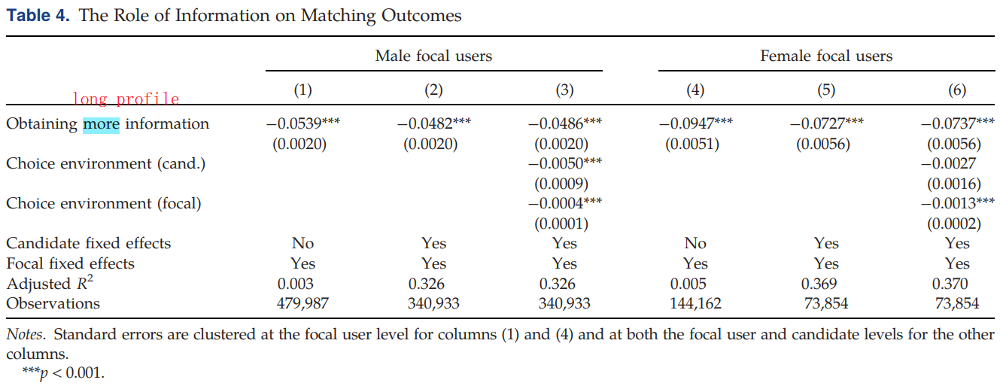 Table 4. The Role of Information on Matching Outcomes
Male focal users Female focal users
(1) (2) (3) (4) (5) (6)
long profile
Obtaining more information −0.0539*** −0.0482*** −0.0486*** −0.0947*** −0.0727*** −0.0737***
(0.0020) (0.0020) (0.0020) (0.0051) (0.0056) (0.0056)
Choice environment (cand.) −0.0050*** −0.0027
(0.0009) (0.0016)
Choice environment (focal) −0.0004*** −0.0013***
(0.0001) (0.0002)
Candidate fixed effects No Yes Yes No Yes Yes
Focal fixed effects Yes Yes Yes Yes Yes Yes
Adjusted R² 0.003 0.326 0.326 0.005 0.369 0.370
Observations 479,987 340,933 340,933 144,162 73,854 73,854
Notes. Standard errors are clustered at the focal user level for columns (1) and (4) and at both the focal user and candidate levels for the other
columns.
***p < 0.001.